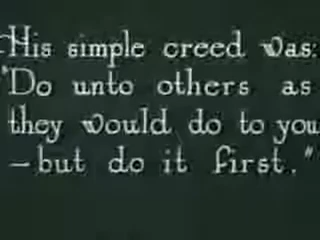 His simple creed was:
"Do unto others as
they would do to you
—but do it first."